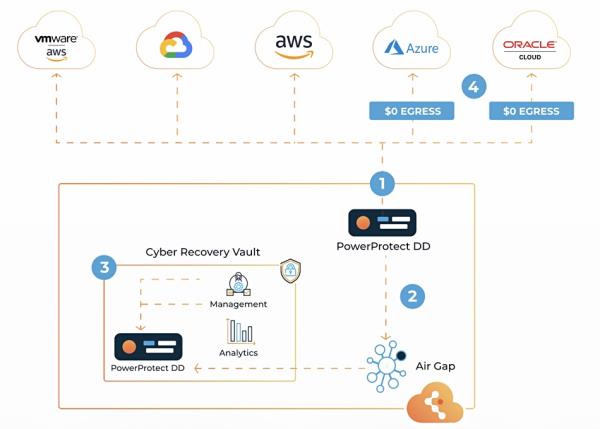 vmware
aws
aws
Azure
ORACLE
CLOUD
4
$0 EGRESS
$0 EGRESS
1
PowerProtect DD
Cyber Recovery Vault
3
Management
2
Analytics
PowerProtect DD
Air Gap